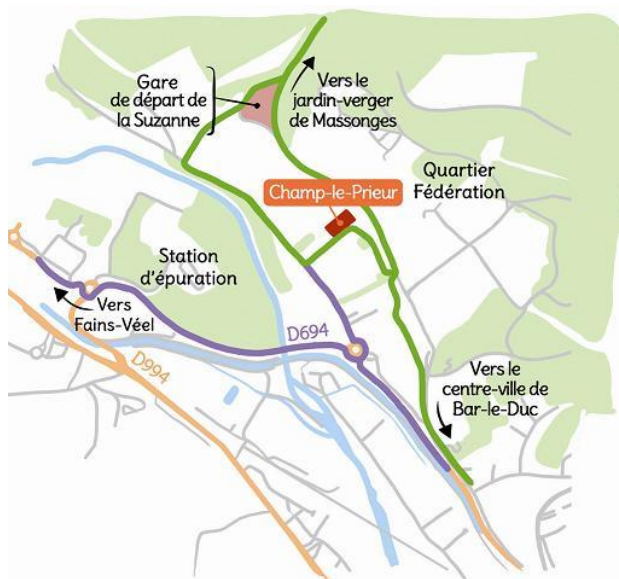 Gare
de départ de
la Suzanne
Vers le
jardin-verger
de Massonges
Quartier
Fédération
Champ-le-Prieur
Station
d'épuration
Vers
Fains-Véel
D694
D994
Vers le
centre-ville de
Bar-le-Duc